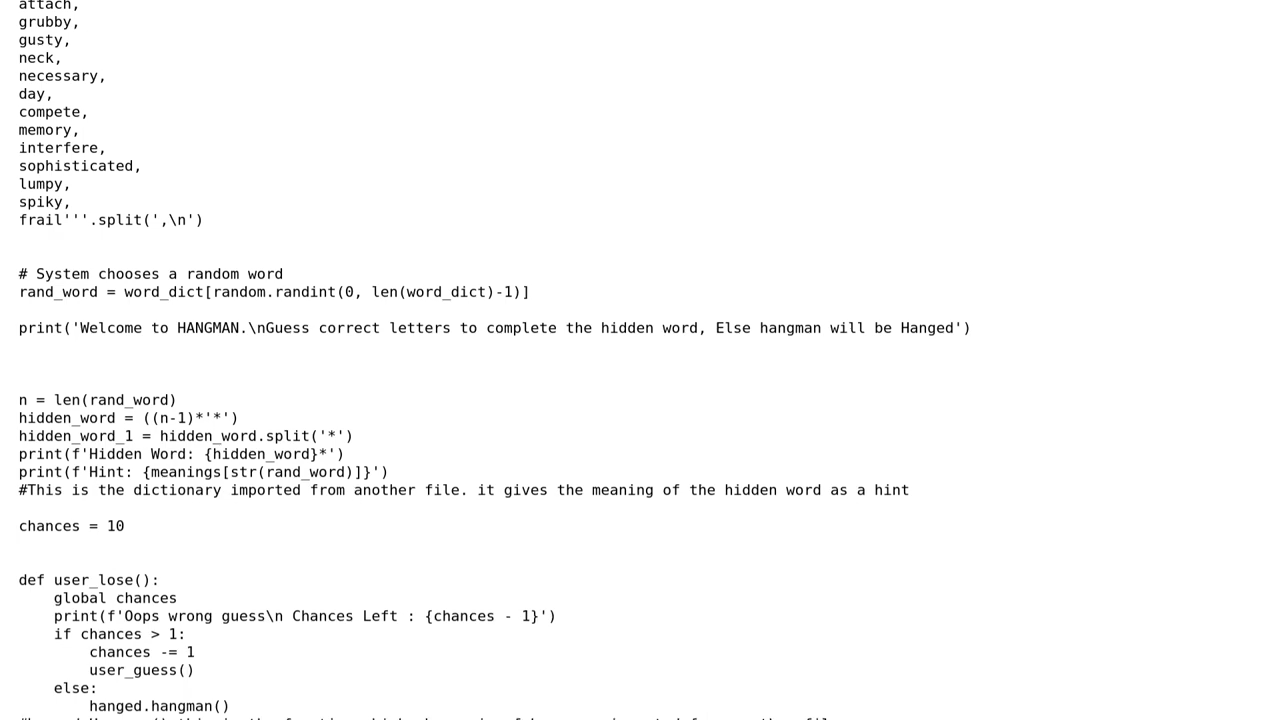 attach,
grubby,
gusty,
neck,
necessary,
day,
compete,
memory,
interfere,
sophisticated,
lumpy,
spiky,
frail'''.split(',\n')
# System chooses a random word
rand_word = word_dict[random.randint(0, len(word_dict)-1)]
print('Welcome to HANGMAN.\nGuess correct letters to complete the hidden word, Else hangman will be Hanged')
n = len(rand_word)
hidden_word = ((n-1)*'*')
hidden_word_1 = hidden_word.split('*')
print(f'Hidden Word: {hidden_word}*')
print(f'Hint: {meanings[str(rand_word)]}')
#This is the dictionary imported from another file. it gives the meaning of the hidden word as a hint
chances = 10
def user_lose():
    global chances
    print(f'Oops wrong guess\n Chances Left : {chances - 1}')
    if chances > 1:
        chances -= 1
        user_guess()
    else:
        hanged.hangman()